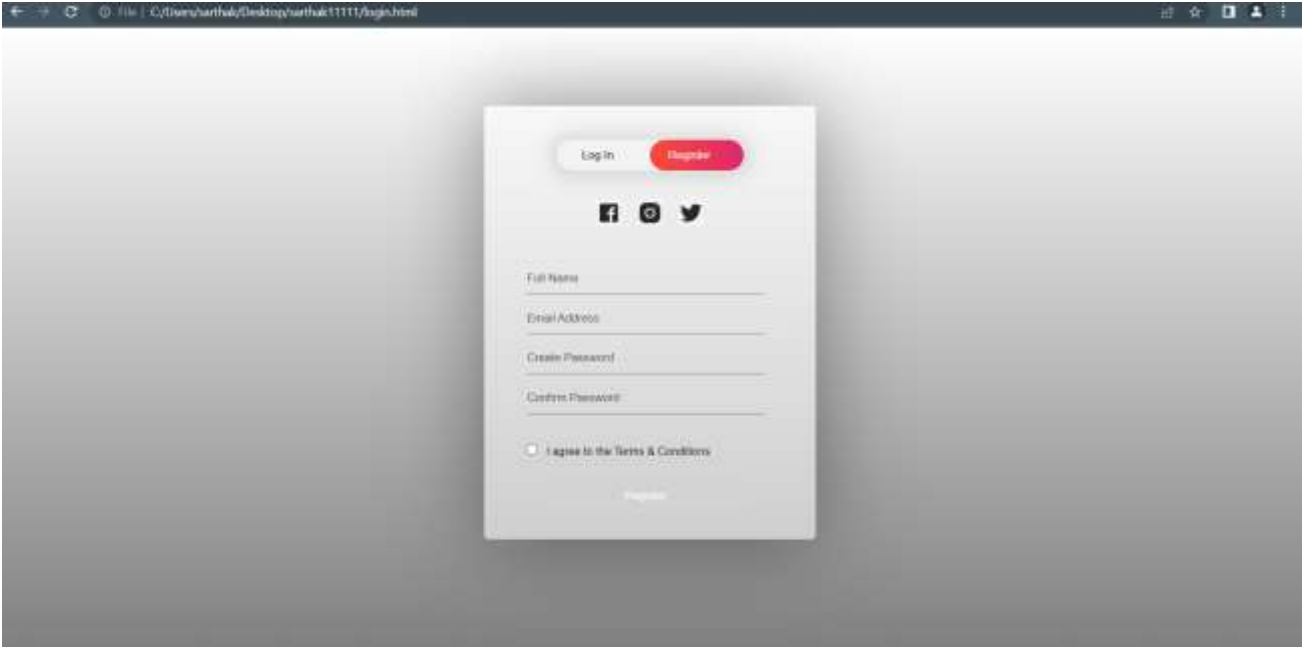 File | C:/Users/sarthak/Desktop/sarthak11111/login.html
Log In Register
Full Name
Email Address
Create Password
Confirm Password
I agree to the Terms & Conditions
Register